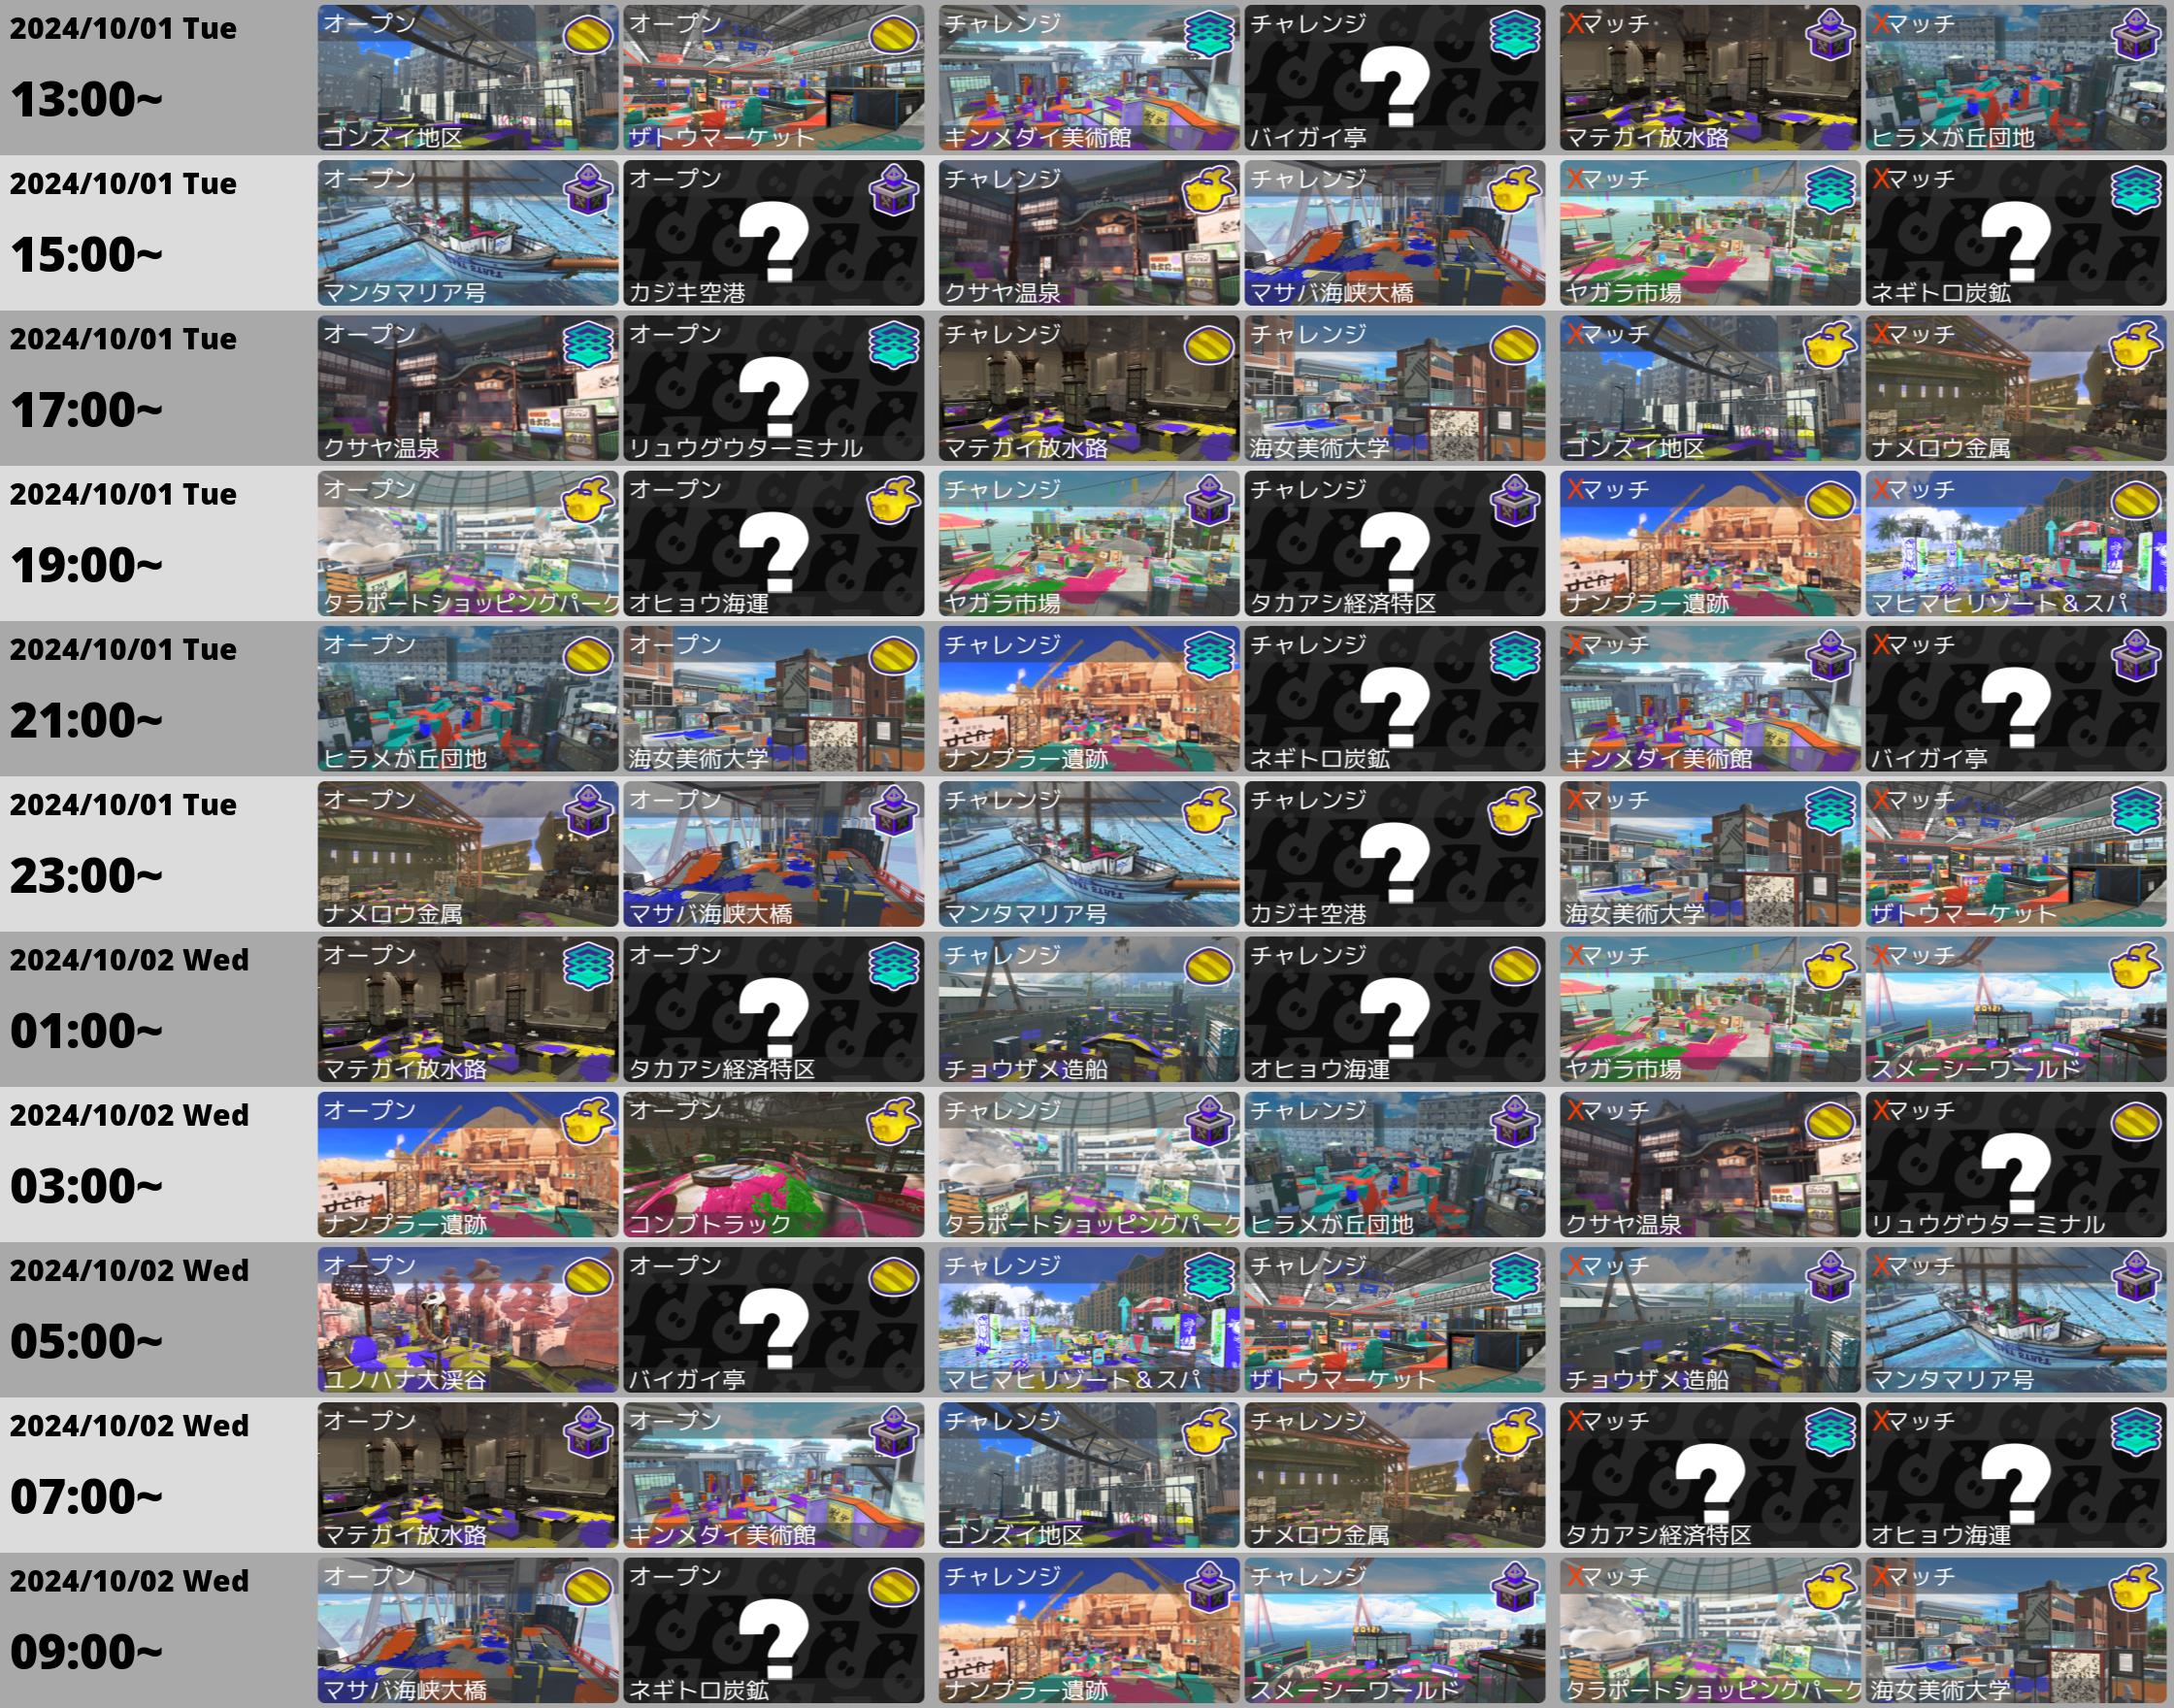 2024/10/01 Tue
13:00~
オープン
ゴンズイ地区
オープン
ザトウマーケット
チャレンジ
キンメダイ美術館
チャレンジ
バイガイ亭
Xマッチ
マテガイ放水路
Xマッチ
ヒラメが丘団地
2024/10/01 Tue
15:00~
オープン
マンタマリア号
オープン
カジキ空港
チャレンジ
クサヤ温泉
チャレンジ
マサバ海峡大橋
Xマッチ
ヤガラ市場
Xマッチ
ネギトロ炭鉱
2024/10/01 Tue
17:00~
オープン
クサヤ温泉
オープン
リュウグウターミナル
チャレンジ
マテガイ放水路
チャレンジ
海女美術大学
Xマッチ
ゴンズイ地区
Xマッチ
ナメロウ金属
2024/10/01 Tue
19:00~
オープン
タラポートショッピングパーク
オープン
オヒョウ海運
チャレンジ
ヤガラ市場
チャレンジ
タカアシ経済特区
Xマッチ
ナンプラー遺跡
Xマッチ
マヒマヒリゾート＆スパ
2024/10/01 Tue
21:00~
オープン
ヒラメが丘団地
オープン
海女美術大学
チャレンジ
ナンプラー遺跡
チャレンジ
ネギトロ炭鉱
Xマッチ
キンメダイ美術館
Xマッチ
バイガイ亭
2024/10/01 Tue
23:00~
オープン
ナメロウ金属
オープン
マサバ海峡大橋
チャレンジ
マンタマリア号
チャレンジ
カジキ空港
Xマッチ
海女美術大学
Xマッチ
ザトウマーケット
2024/10/02 Wed
01:00~
オープン
マテガイ放水路
オープン
タカアシ経済特区
チャレンジ
チョウザメ造船
チャレンジ
オヒョウ海運
Xマッチ
ヤガラ市場
Xマッチ
スメーシーワールド
2024/10/02 Wed
03:00~
オープン
ナンプラー遺跡
オープン
コンブトラック
チャレンジ
タラポートショッピングパーク
チャレンジ
ヒラメが丘団地
Xマッチ
クサヤ温泉
Xマッチ
リュウグウターミナル
2024/10/02 Wed
05:00~
オープン
ユノハナ大渓谷
オープン
バイガイ亭
チャレンジ
マヒマヒリゾート＆スパ
チャレンジ
ザトウマーケット
Xマッチ
チョウザメ造船
Xマッチ
マンタマリア号
2024/10/02 Wed
07:00~
オープン
マテガイ放水路
オープン
キンメダイ美術館
チャレンジ
ゴンズイ地区
チャレンジ
ナメロウ金属
Xマッチ
タカアシ経済特区
Xマッチ
オヒョウ海運
2024/10/02 Wed
09:00~
オープン
マサバ海峡大橋
オープン
ネギトロ炭鉱
チャレンジ
ナンプラー遺跡
チャレンジ
スメーシーワールド
Xマッチ
タラポートショッピングパーク
Xマッチ
海女美術大学